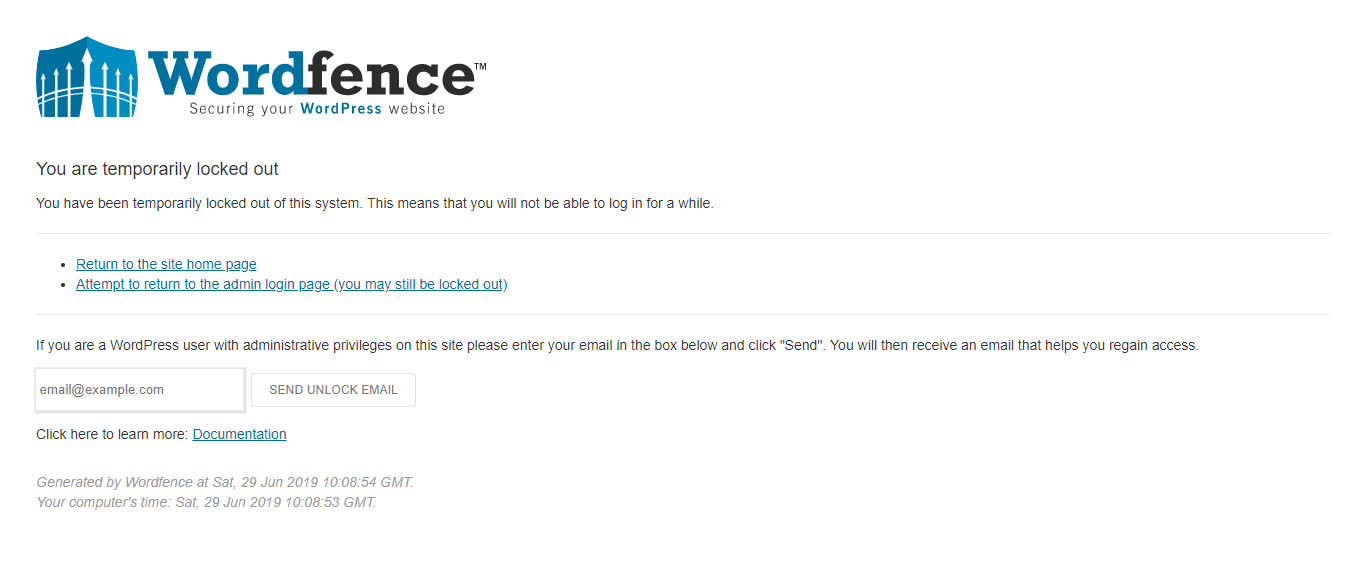 Wordfence™
Securing your WordPress website
You are temporarily locked out
You have been temporarily locked out of this system. This means that you will not be able to log in for a while.
Return to the site home page
Attempt to return to the admin login page (you may still be locked out)
If you are a WordPress user with administrative privileges on this site please enter your email in the box below and click "Send". You will then receive an email that helps you regain access.
email@example.com SEND UNLOCK EMAIL
Click here to learn more: Documentation
Generated by Wordfence at Sat, 29 Jun 2019 10:08:54 GMT.
Your computer's time: Sat, 29 Jun 2019 10:08:53 GMT.